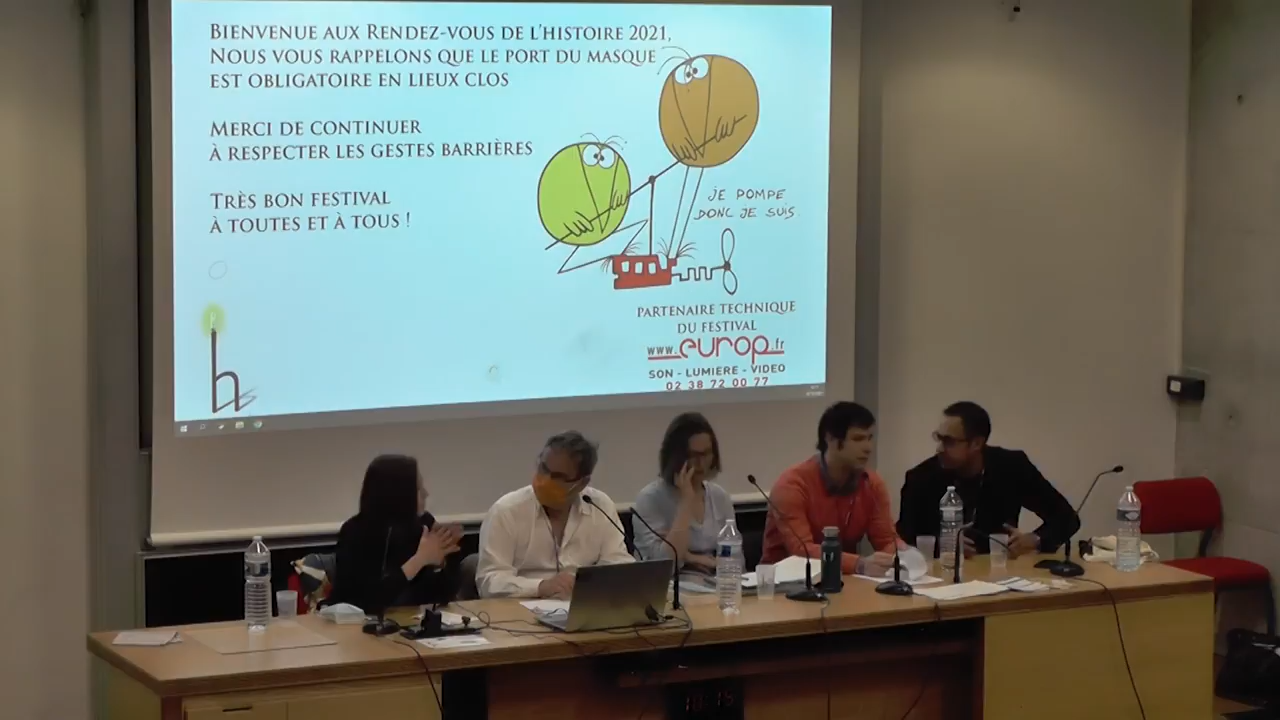 BIENVENUE AUX RENDEZ-VOUS DE L'HISTOIRE 2021,
NOUS VOUS RAPPELONS QUE LE PORT DU MASQUE
EST OBLIGATOIRE EN LIEUX CLOS
MERCI DE CONTINUER
À RESPECTER LES GESTES BARRIÈRES
TRÈS BON FESTIVAL
À TOUTES ET À TOUS !
JE POMPE
DONC JE SUIS
PARTENAIRE TECHNIQUE
DU FESTIVAL
www.europ.fr
SON - LUMIERE - VIDEO
02 38 72 00 77
h